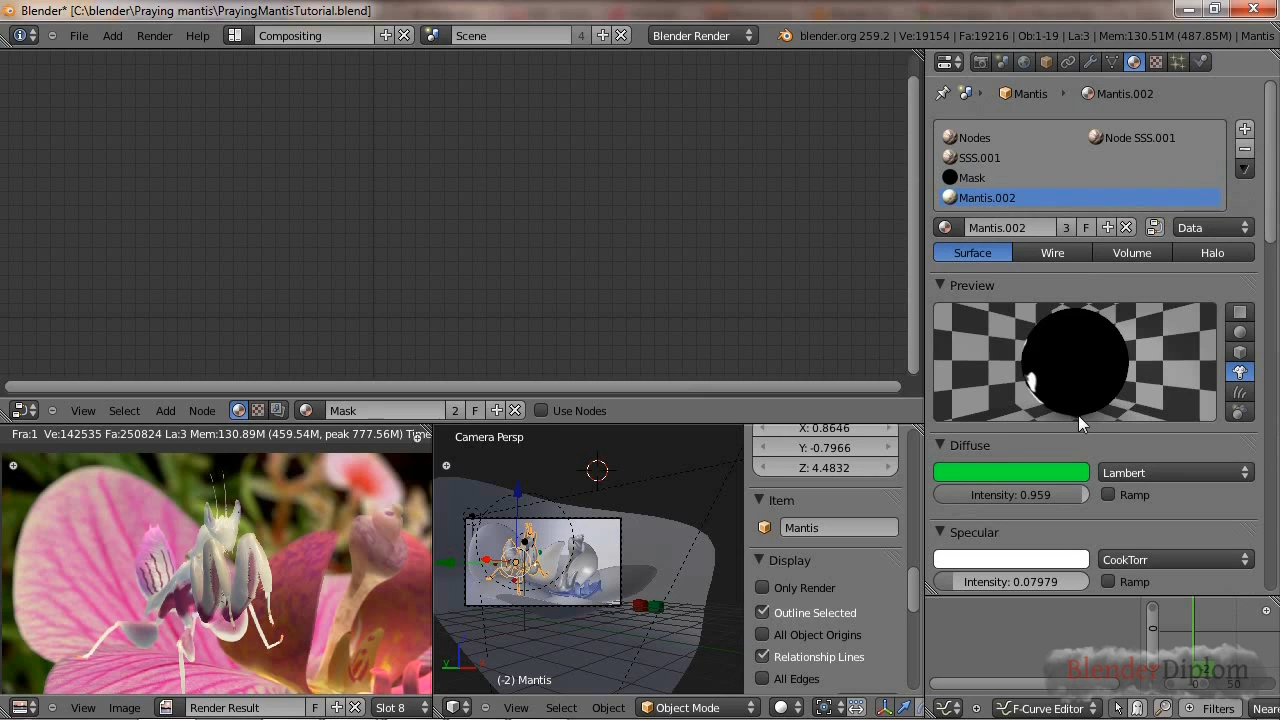 Blender* [C:\blender\Praying mantis\PrayingMantisTutorial.blend]
File Add Render Help Compositing Scene 4 Blender Render blender.org 259.2 | Ve:19154 | Fa:19216 | Ob:1-19 | La:3 | Mem:130.51M (487.85M) | Mantis
Mantis Mantis.002
Nodes Node SSS.001
SSS.001
Mask
Mantis.002
Mantis.002 3 F Data
Surface Wire Volume Halo
Preview
View Select Add Node Mask 2 F Use Nodes
Fra:1 Ve:142535 Fa:250824 La:3 Mem:130.89M (459.54M, peak 777.56M) Time
Camera Persp
X: 0.8646
Y: -0.7966
Z: 4.4832
Item
Mantis
Display
Only Render
Outline Selected
All Object Origins
Relationship Lines
All Edges
(-2) Mantis
Diffuse
Lambert
Intensity: 0.959 Ramp
Specular
CookTorr
Intensity: 0.07979 Ramp
0
BlenderDiplom
0 50
View Image Render Result F Slot 8
View Select Object Object Mode
F-Curve Editor Filters Neare